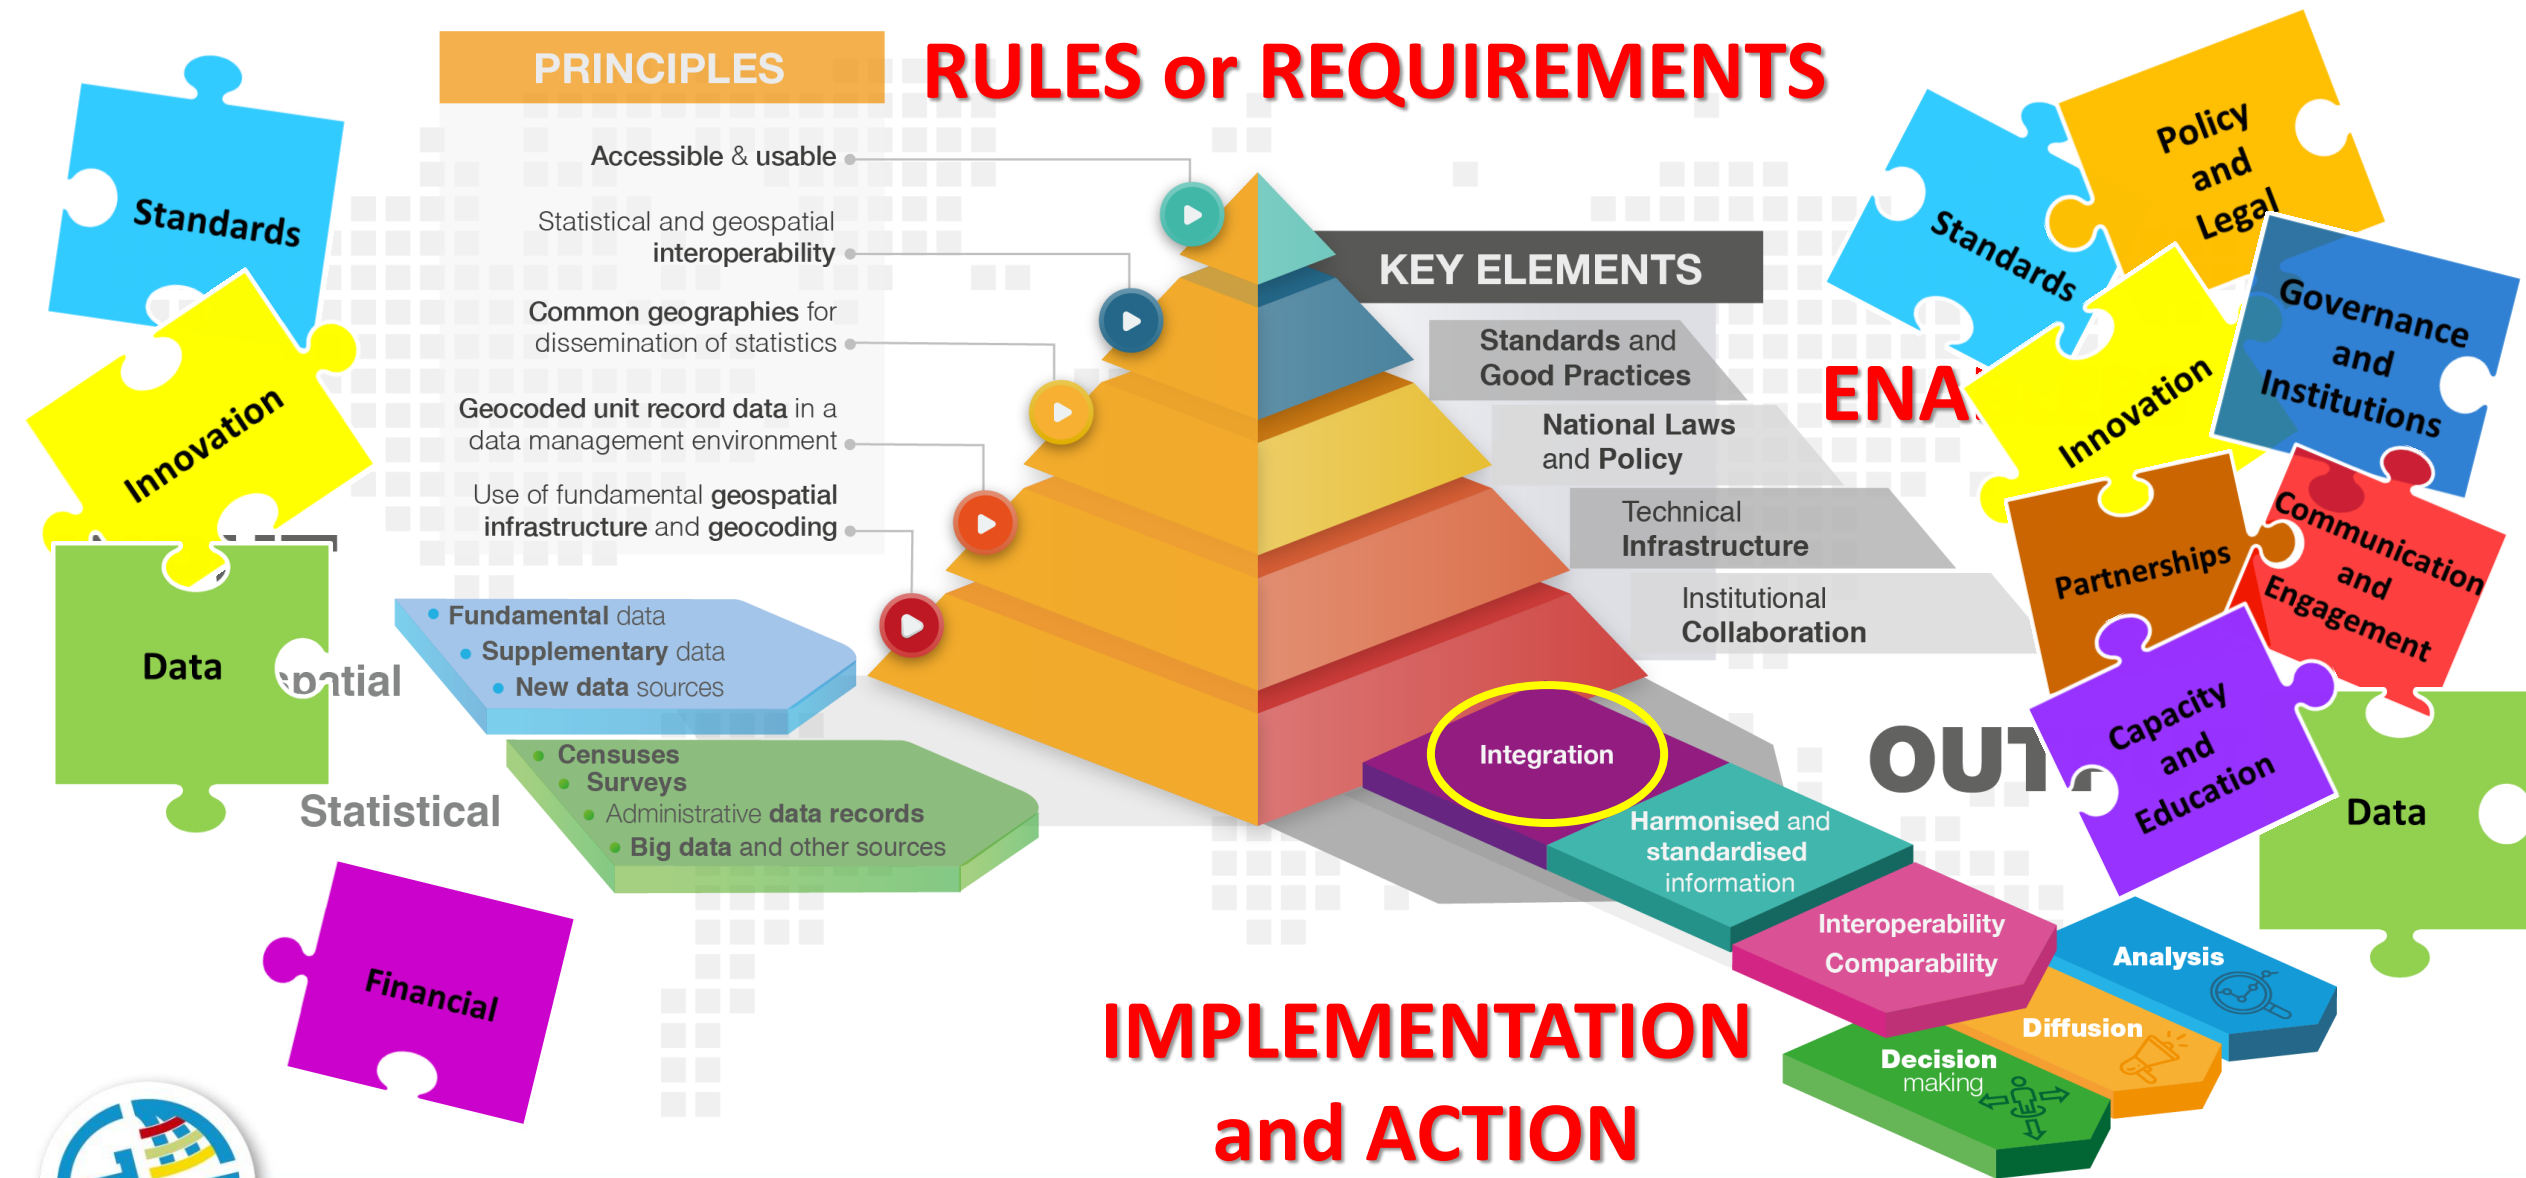 PRINCIPLES
RULES or REQUIREMENTS
Accessible & usable
Statistical and geospatial
interoperability
Common geographies for
dissemination of statistics
Geocoded unit record data in a
data management environment
Use of fundamental geospatial
infrastructure and geocoding
KEY ELEMENTS
Standards and
Good Practices
National Laws
and Policy
Technical
Infrastructure
Institutional
Collaboration
Standards
Innovation
Data
Financial
Fundamental data
Supplementary data
New data sources
Statistical
Censuses
Surveys
Administrative data records
Big data and other sources
Standards
Policy
and
Legal
Innovation
Governance
and
Institutions
Partnerships
Communication
and
Engagement
Capacity
and
Education
Data
Integration
Harmonised and
standardised
information
Interoperability
Comparability
Analysis
Diffusion
Decision
making
IMPLEMENTATION
and ACTION